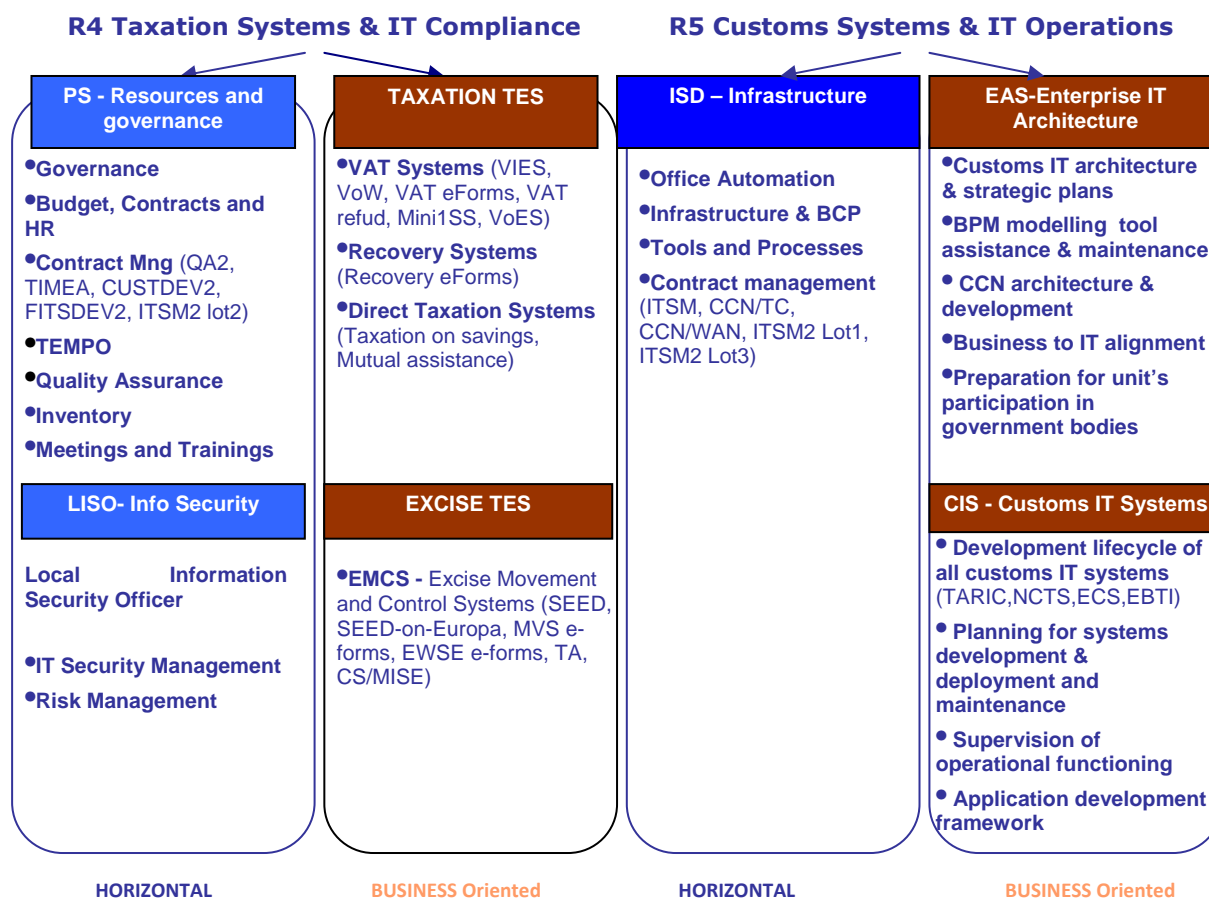 R4 Taxation Systems & IT Compliance
R5 Customs Systems & IT Operations
PS - Resources and
governance
•Governance
•Budget, Contracts and
HR
•Contract Mng (QA2,
TIMEA, CUSTDEV2,
FITSDEV2, ITSM2 lot2)
•TEMPO
•Quality Assurance
•Inventory
•Meetings and Trainings
LISO- Info Security
Local Information
Security Officer
•IT Security Management
•Risk Management
HORIZONTAL
TAXATION TES
•VAT Systems (VIES,
VoW, VAT eForms, VAT
refud, Mini1SS, VoES)
•Recovery Systems
(Recovery eForms)
•Direct Taxation Systems
(Taxation on savings,
Mutual assistance)
EXCISE TES
•EMCS - Excise Movement
and Control Systems (SEED,
SEED-on-Europa, MVS e-
forms, EWSE e-forms, TA,
CS/MISE)
BUSINESS Oriented
ISD – Infrastructure
•Office Automation
•Infrastructure & BCP
•Tools and Processes
•Contract management
(ITSM, CCN/TC,
CCN/WAN, ITSM2 Lot1,
ITSM2 Lot3)
HORIZONTAL
EAS-Enterprise IT
Architecture
•Customs IT architecture
& strategic plans
•BPM modelling tool
assistance & maintenance
• CCN architecture &
development
•Business to IT alignment
•Preparation for unit's
participation in
government bodies
CIS - Customs IT Systems
• Development lifecycle of
all customs IT systems
(TARIC,NCTS,ECS,EBTI)
• Planning for systems
development &
deployment and
maintenance
• Supervision of
operational functioning
• Application development
framework
BUSINESS Oriented